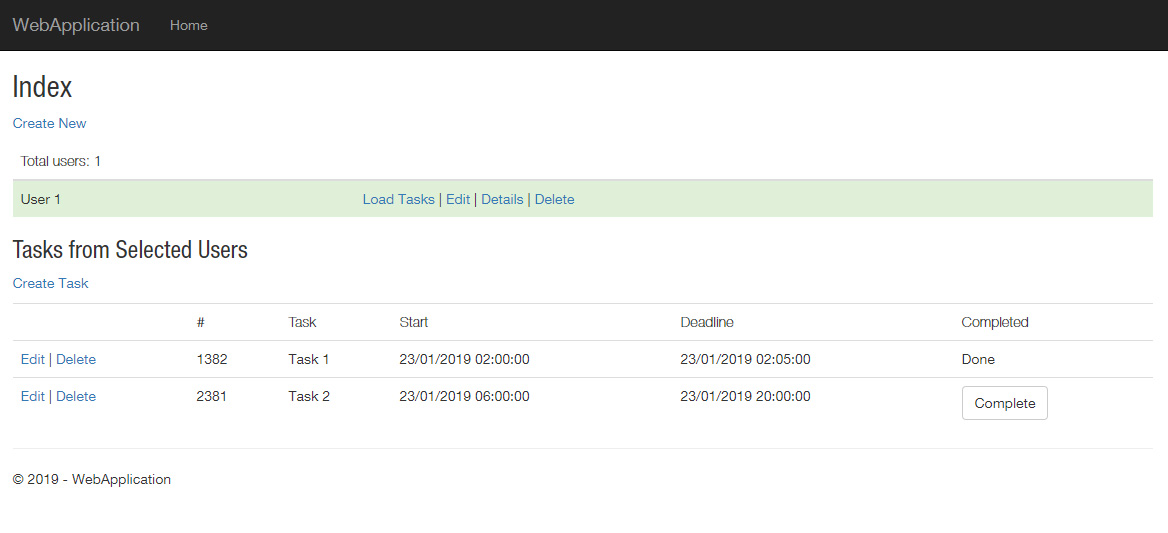 WebApplication Home
Index
Create New
Total users: 1
User 1 Load Tasks | Edit | Details | Delete
Tasks from Selected Users
Create Task
# Task Start Deadline Completed
Edit | Delete 1382 Task 1 23/01/2019 02:00:00 23/01/2019 02:05:00 Done
Edit | Delete 2381 Task 2 23/01/2019 06:00:00 23/01/2019 20:00:00 Complete
© 2019 - WebApplication